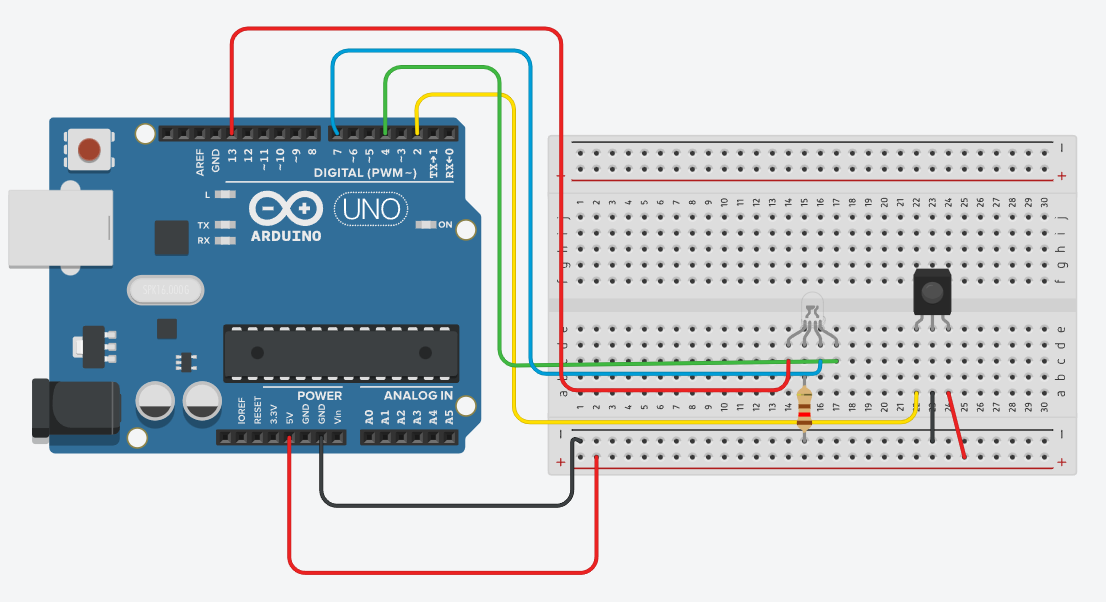 AREF
GND
13
12
~11
~10
~9
8
7
~6
~5
4
~3
2
TX→1
RX←0
DIGITAL (PWM~)
L
TX
RX
UNO
ARDUINO
ON
POWER
ANALOG IN
IOREF
RESET
3.3V
5V
GND
GND
Vin
A0
A1
A2
A3
A4
A5
− −
+ +
1 2 3 4 5 6 7 8 9 10 11 12 13 14 15 16 17 18 19 20 21 22 23 24 25 26 27 28 29 30
j j
i i
h h
g g
f f
e e
d d
c c
b b
a a
1 2 3 4 5 6 7 8 9 10 11 12 13 14 15 16 17 18 19 20 21 22 23 24 25 26 27 28 29 30
− −
+ +